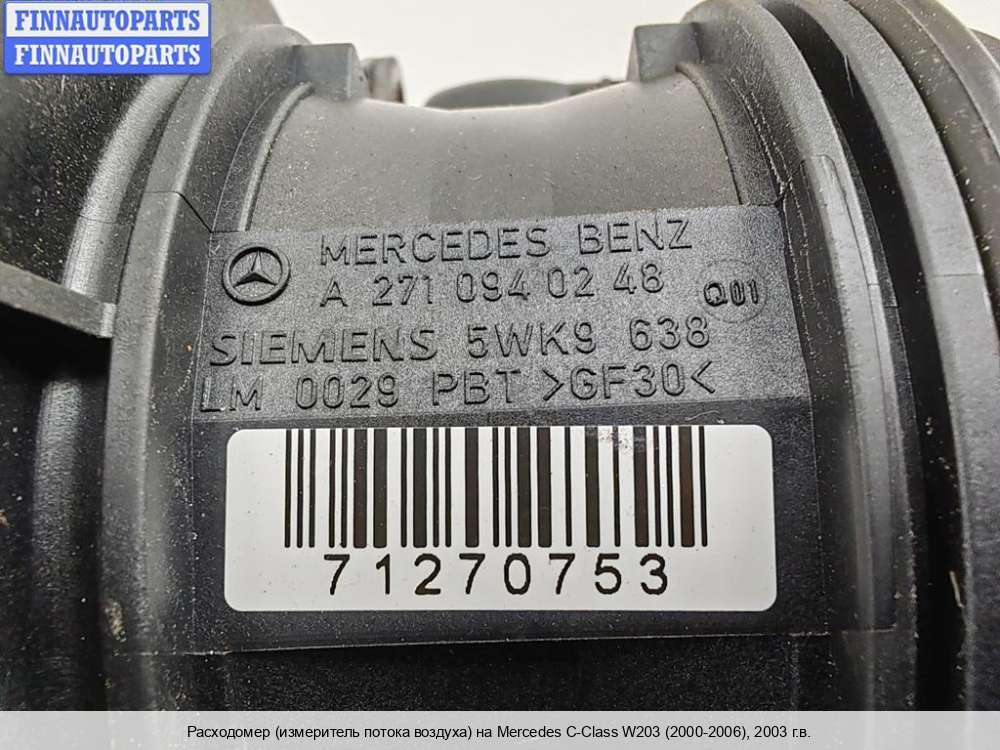 FINNAUTOPARTS
FINNAUTOPARTS
MERCEDES BENZ
A 271 094 02 48
Q01
SIEMENS 5WK9 638
LM 0029 PBT >GF30<
71270753
Расходомер (измеритель потока воздуха) на Mercedes C-Class W203 (2000-2006), 2003 г.в.